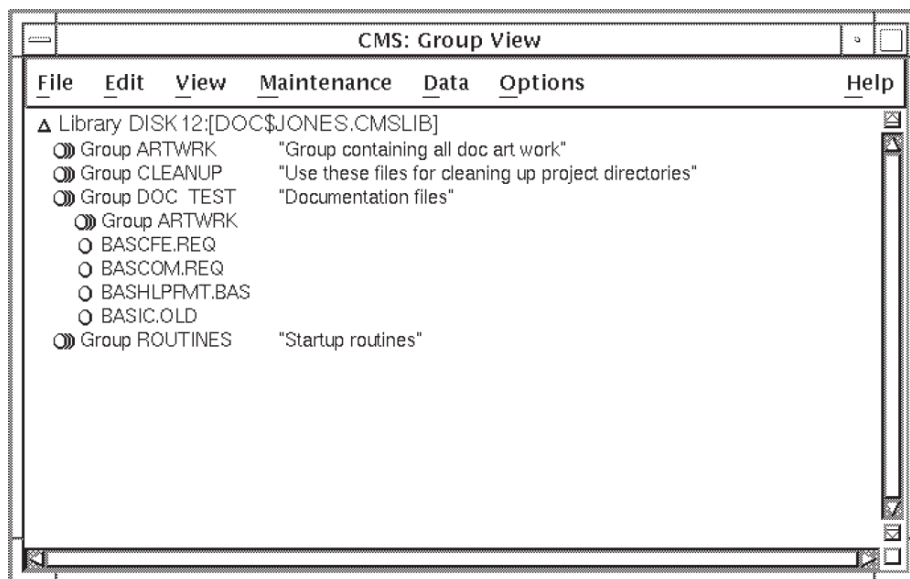 CMS: Group View
File Edit View Maintenance Data Options Help
Library DISK12:[DOC$JONES.CMSLIB]
Group ARTWRK "Group containing all doc art work"
Group CLEANUP "Use these files for cleaning up project directories"
Group DOC TEST "Documentation files"
Group ARTWRK
BASCFE.REQ
BASCOM.REQ
BASHLPFMT.BAS
BASIC.OLD
Group ROUTINES "Startup routines"